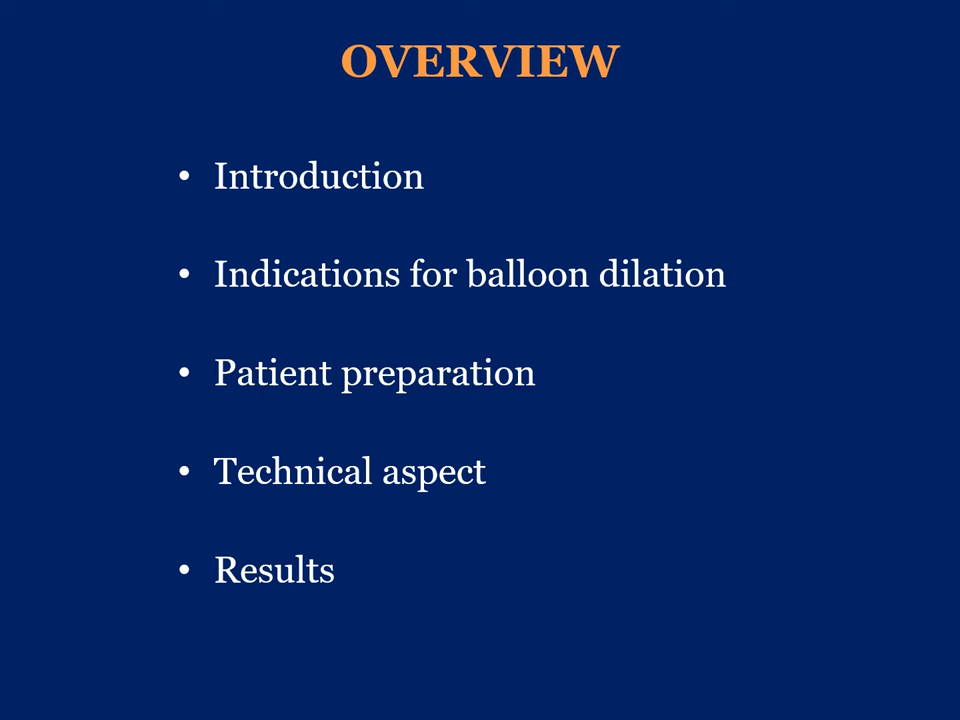 OVERVIEW
• Introduction
• Indications for balloon dilation
• Patient preparation
• Technical aspect
• Results